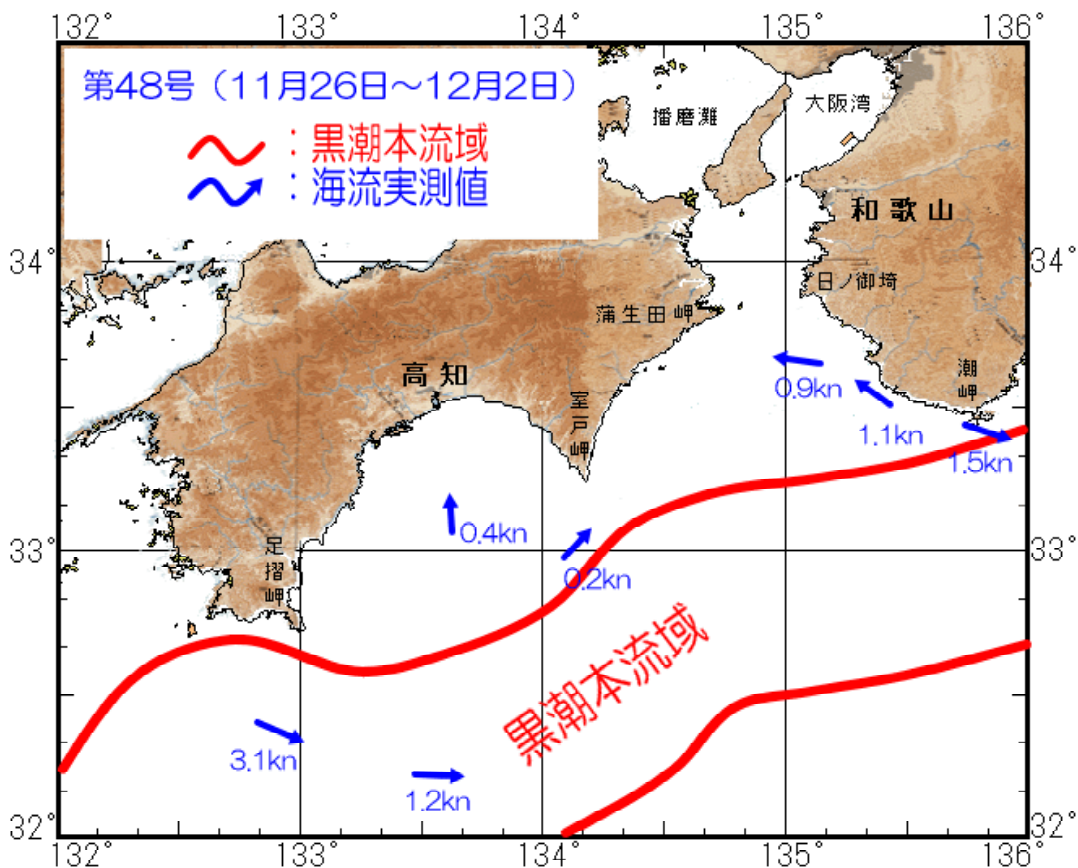 132°
133°
134°
135°
136°
第48号（11月26日～12月2日）
：黒潮本流域
：海流実測値
播磨灘
大阪湾
和歌山
34°
34°
日ノ御埼
蒲生田岬
高知
室戸岬
潮岬
0.9kn
1.1kn
1.5kn
0.4kn
33°
33°
足摺岬
0.2kn
黒潮本流域
3.1kn
1.2kn
32°
32°
132°
133°
134°
135°
136°